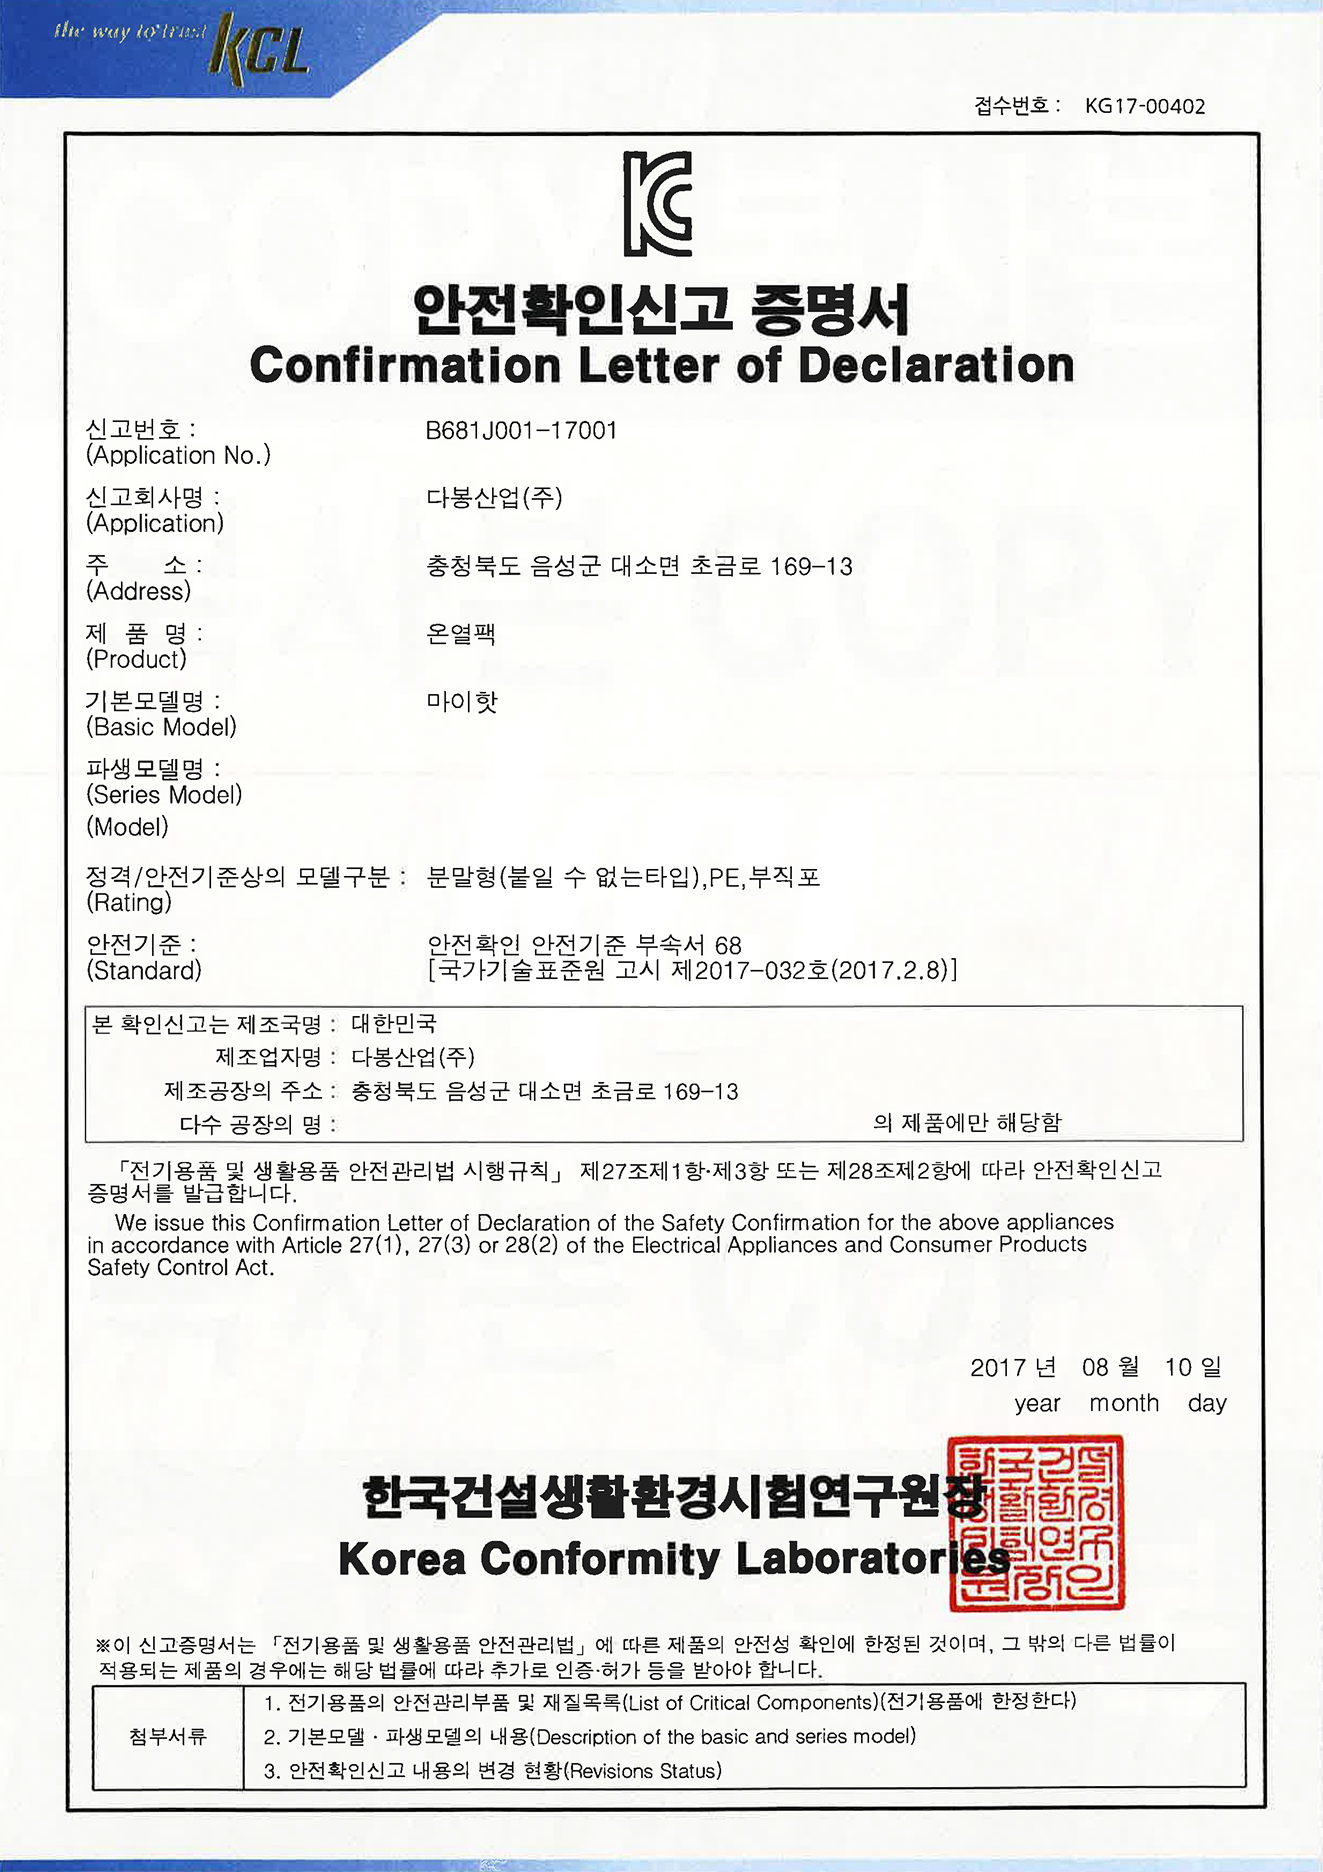 the way to trust KCL
접수번호 : KG17-00402
KC
안전확인신고 증명서
Confirmation Letter of Declaration
신고번호 : B681J001-17001
(Application No.)
신고회사명 : 다봉산업(주)
(Application)
주 소 : 충청북도 음성군 대소면 초금로 169-13
(Address)
제 품 명 : 온열팩
(Product)
기본모델명 : 마이핫
(Basic Model)
파생모델명 :
(Series Model)
(Model)
정격/안전기준상의 모델구분 : 분말형(붙일 수 없는타입),PE,부직포
(Rating)
안전기준 : 안전확인 안전기준 부속서 68
(Standard) [국가기술표준원 고시 제2017-032호(2017.2.8)]
본 확인신고는 제조국명 : 대한민국
제조업자명 : 다봉산업(주)
제조공장의 주소 : 충청북도 음성군 대소면 초금로 169-13
다수 공장의 명 : 의 제품에만 해당함
「전기용품 및 생활용품 안전관리법 시행규칙」 제27조제1항·제3항 또는 제28조제2항에 따라 안전확인신고
증명서를 발급합니다.
We issue this Confirmation Letter of Declaration of the Safety Confirmation for the above appliances
in accordance with Article 27(1), 27(3) or 28(2) of the Electrical Appliances and Consumer Products
Safety Control Act.
2017 년 08 월 10 일
year month day
한국건설생활환경시험연구원장
Korea Conformity Laboratories
한국건설
생활환경
시험연구
원장인
※이 신고증명서는 「전기용품 및 생활용품 안전관리법」에 따른 제품의 안전성 확인에 한정된 것이며, 그 밖의 다른 법률이
적용되는 제품의 경우에는 해당 법률에 따라 추가로 인증·허가 등을 받아야 합니다.
첨부서류
1. 전기용품의 안전관리부품 및 재질목록(List of Critical Components)(전기용품에 한정한다)
2. 기본모델 · 파생모델의 내용(Description of the basic and series model)
3. 안전확인신고 내용의 변경 현황(Revisions Status)